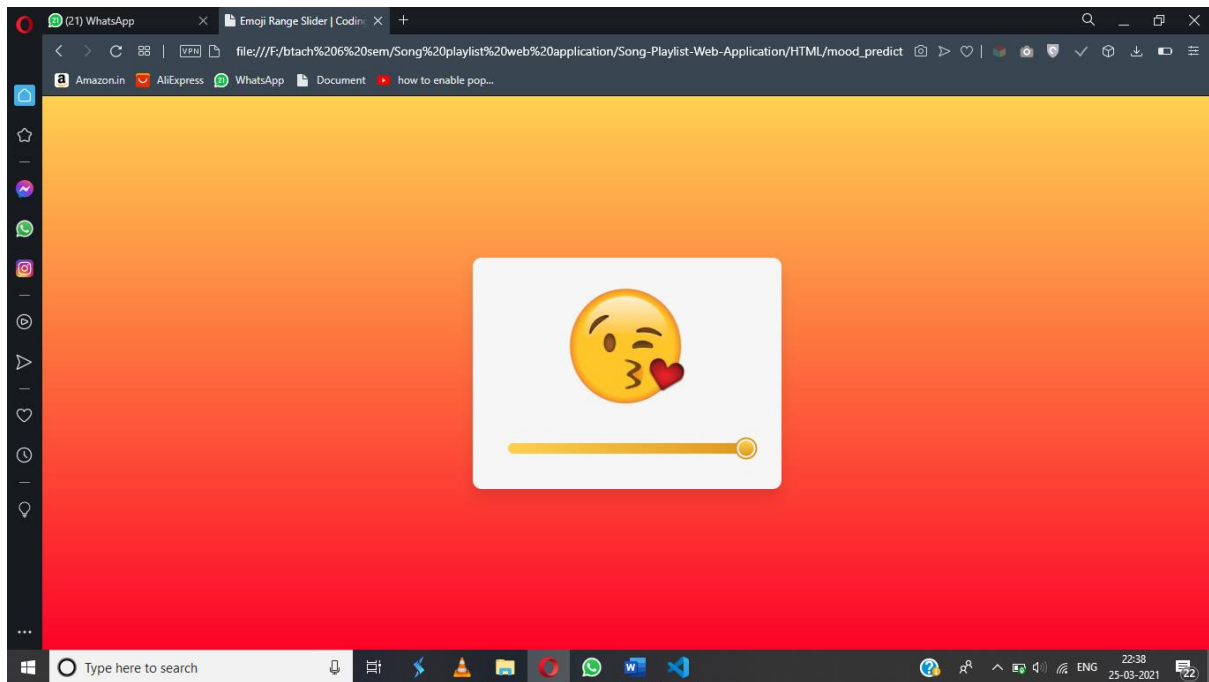 (21) WhatsApp
Emoji Range Slider | Coding
VPN
file:///F:/btach%206%20sem/Song%20playlist%20web%20application/Song-Playlist-Web-Application/HTML/mood_predict
a Amazon.in
AliExpress
21 WhatsApp
Document
how to enable pop...
Type here to search
W
ENG
22:38
25-03-2021
22